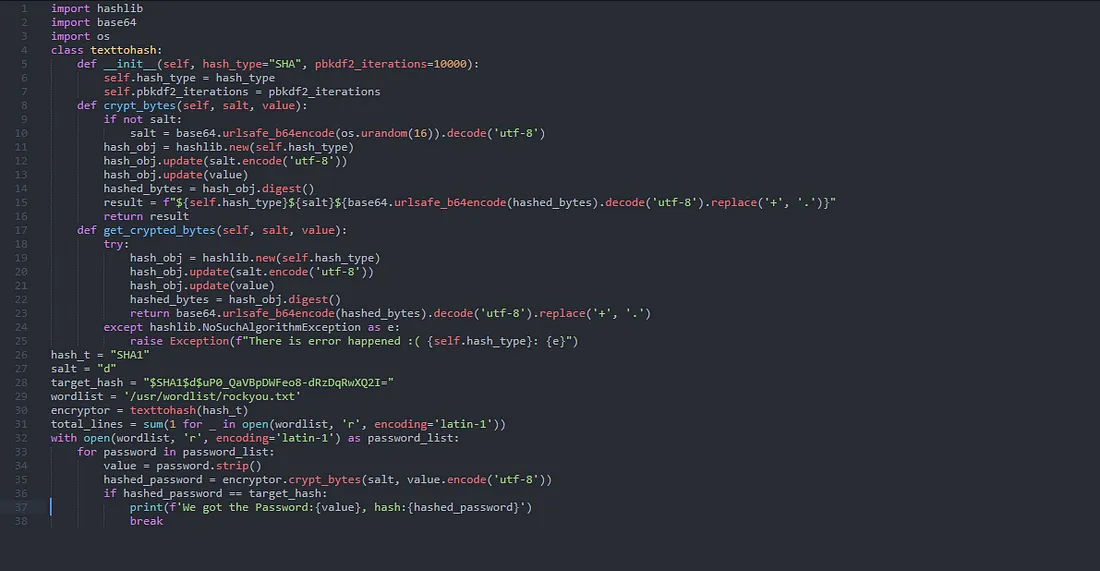 1 import hashlib
2 import base64
3 import os
4 class texttohash:
5     def __init__(self, hash_type="SHA", pbkdf2_iterations=10000):
6         self.hash_type = hash_type
7         self.pbkdf2_iterations = pbkdf2_iterations
8     def crypt_bytes(self, salt, value):
9         if not salt:
10             salt = base64.urlsafe_b64encode(os.urandom(16)).decode('utf-8')
11         hash_obj = hashlib.new(self.hash_type)
12         hash_obj.update(salt.encode('utf-8'))
13         hash_obj.update(value)
14         hashed_bytes = hash_obj.digest()
15         result = f"${self.hash_type}${salt}${base64.urlsafe_b64encode(hashed_bytes).decode('utf-8').replace('+', '.')}"
16         return result
17     def get_crypted_bytes(self, salt, value):
18         try:
19             hash_obj = hashlib.new(self.hash_type)
20             hash_obj.update(salt.encode('utf-8'))
21             hash_obj.update(value)
22             hashed_bytes = hash_obj.digest()
23             return base64.urlsafe_b64encode(hashed_bytes).decode('utf-8').replace('+', '.')
24         except hashlib.NoSuchAlgorithmException as e:
25             raise Exception(f"There is error happened :( {self.hash_type}: {e}")
26 hash_t = "SHA1"
27 salt = "d"
28 target_hash = "$SHA1$d$uP0_QaVBpDWFeo8-dRzDqRwXQ2I="
29 wordlist = '/usr/wordlist/rockyou.txt'
30 encryptor = texttohash(hash_t)
31 total_lines = sum(1 for _ in open(wordlist, 'r', encoding='latin-1'))
32 with open(wordlist, 'r', encoding='latin-1') as password_list:
33     for password in password_list:
34         value = password.strip()
35         hashed_password = encryptor.crypt_bytes(salt, value.encode('utf-8'))
36         if hashed_password == target_hash:
37             print(f'We got the Password:{value}, hash:{hashed_password}')
38             break